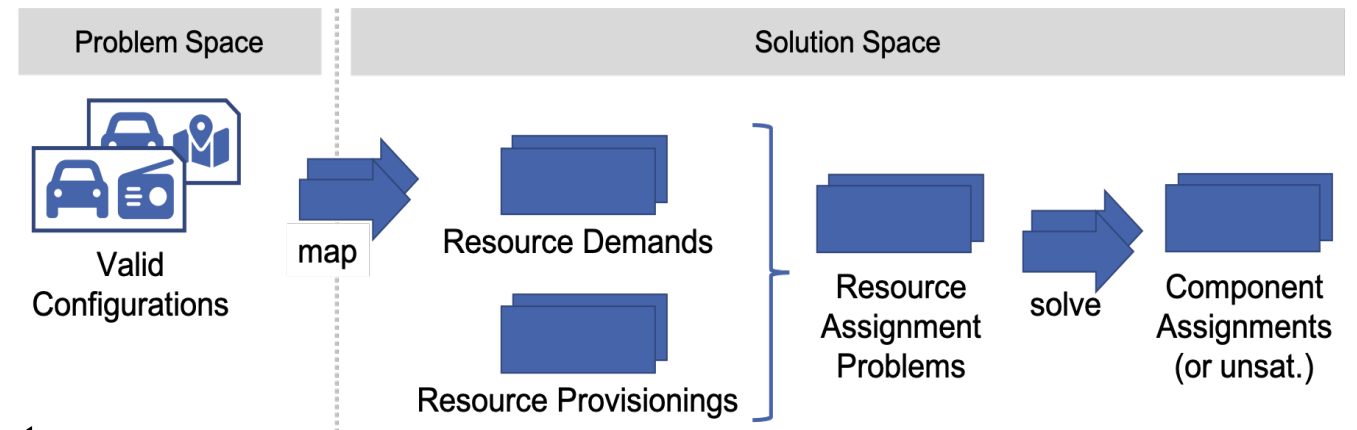 Problem Space
Solution Space
Valid
Configurations
map
Resource Demands
Resource Provisionings
Resource
Assignment
Problems
solve
Component
Assignments
(or unsat.)